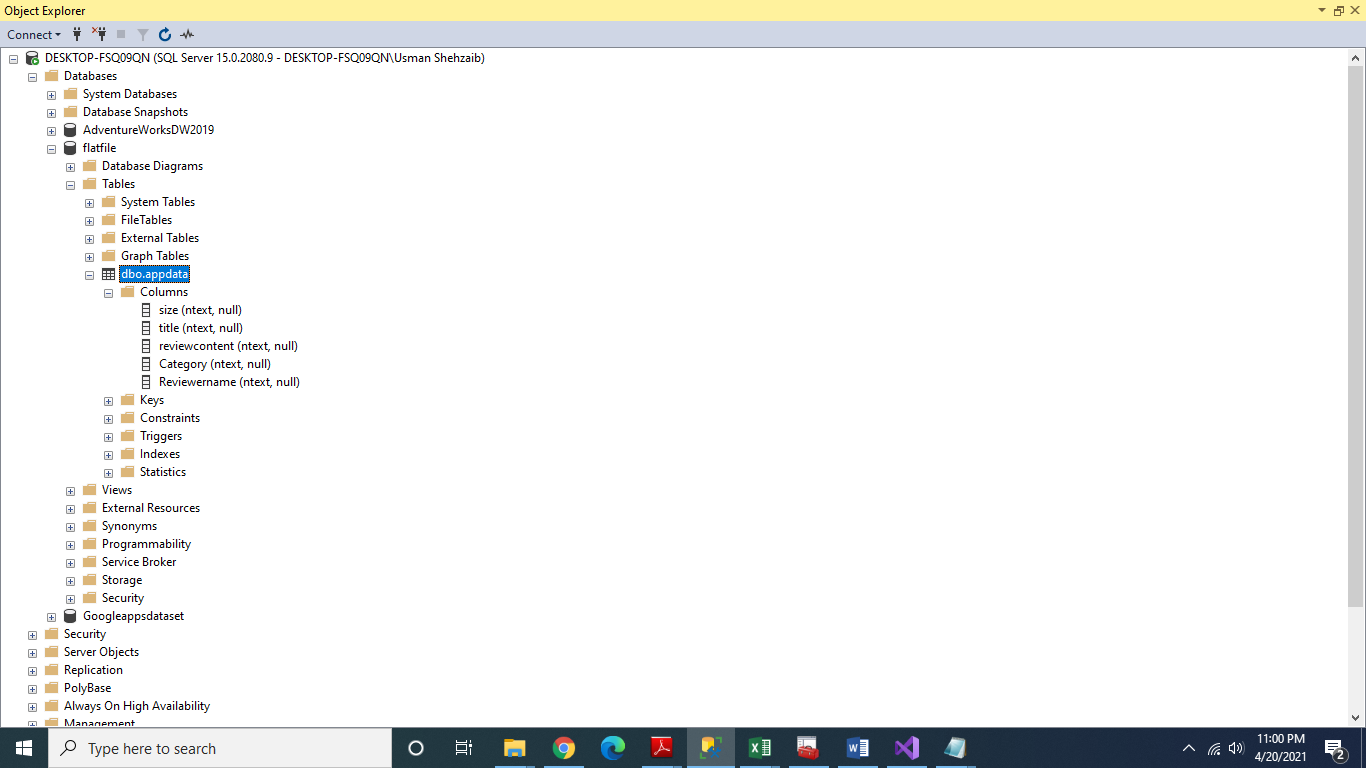 Object Explorer
Connect
DESKTOP-FSQ09QN (SQL Server 15.0.2080.9 - DESKTOP-FSQ09QN\Usman Shehzaib)
Databases
System Databases
Database Snapshots
AdventureWorksDW2019
flatfile
Database Diagrams
Tables
System Tables
FileTables
External Tables
Graph Tables
dbo.appdata
Columns
size (ntext, null)
title (ntext, null)
reviewcontent (ntext, null)
Category (ntext, null)
Reviewername (ntext, null)
Keys
Constraints
Triggers
Indexes
Statistics
Views
External Resources
Synonyms
Programmability
Service Broker
Storage
Security
Googleappsdataset
Security
Server Objects
Replication
PolyBase
Always On High Availability
Management
Type here to search
11:00 PM
4/20/2021
2